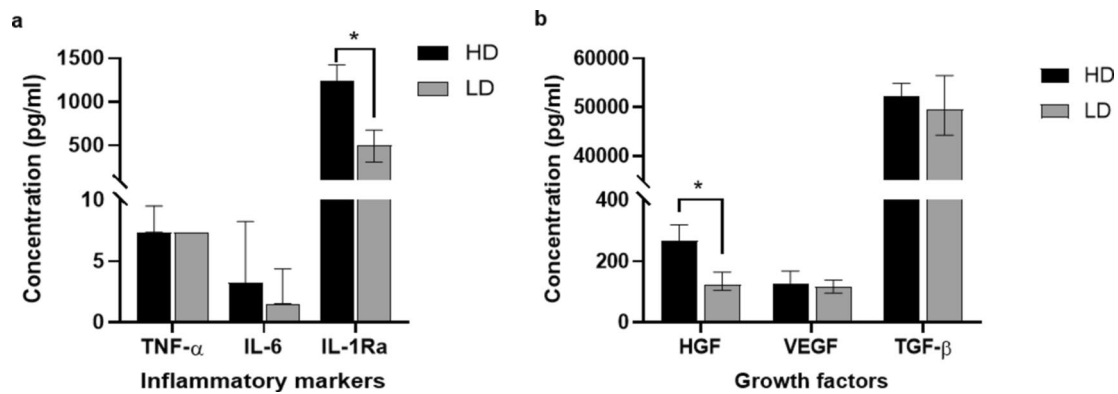 a
Concentration (pg/ml)
1500
1000
500
10
5
0
*
HD
LD
TNF-α
IL-6
IL-1Ra
Inflammatory markers
b
Concentration (pg/ml)
60000
50000
40000
400
200
0
*
HD
LD
HGF
VEGF
TGF-β
Growth factors